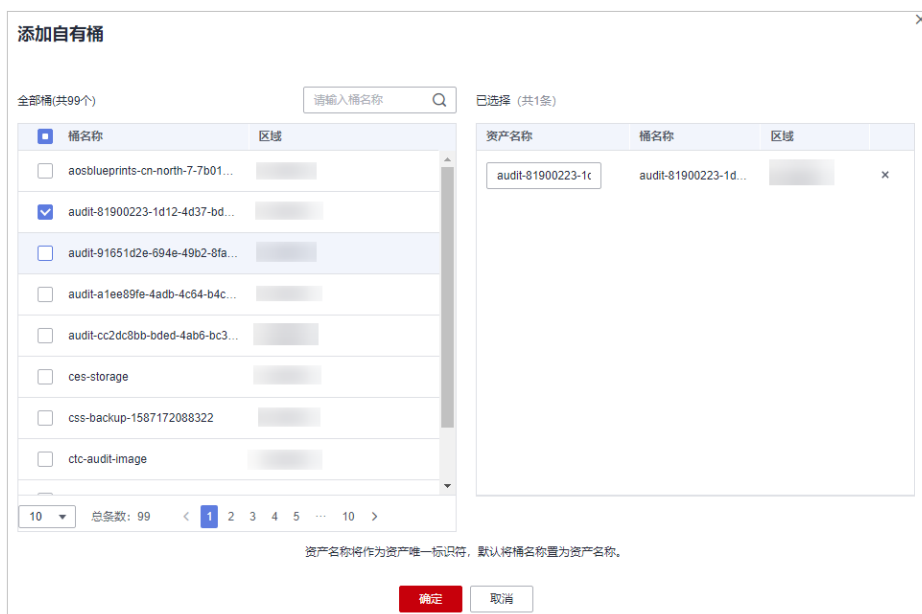 添加自有桶
全部桶(共99个)
请输入桶名称
已选择 (共1条)
桶名称 区域
资产名称 桶名称 区域
aosblueprints-cn-north-7-7b01...
audit-81900223-1d12-4d37-bd...
audit-91651d2e-694e-49b2-8fa...
audit-a1ee89fe-4adb-4c64-b4c...
audit-cc2dc8bb-bded-4ab6-bc3...
ces-storage
css-backup-1587172088322
ctc-audit-image
audit-81900223-1c audit-81900223-1d...
10 总条数: 99 < 1 2 3 4 5 ... 10 >
资产名称将作为资产唯一标识符，默认将桶名称置为资产名称。
确定 取消